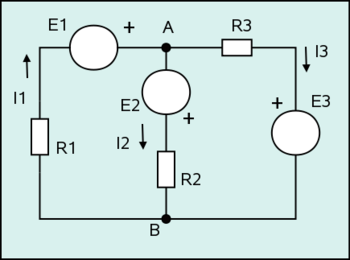 E1
+
A
R3
I3
I1
E2
+
+
E3
R1
I2
R2
B